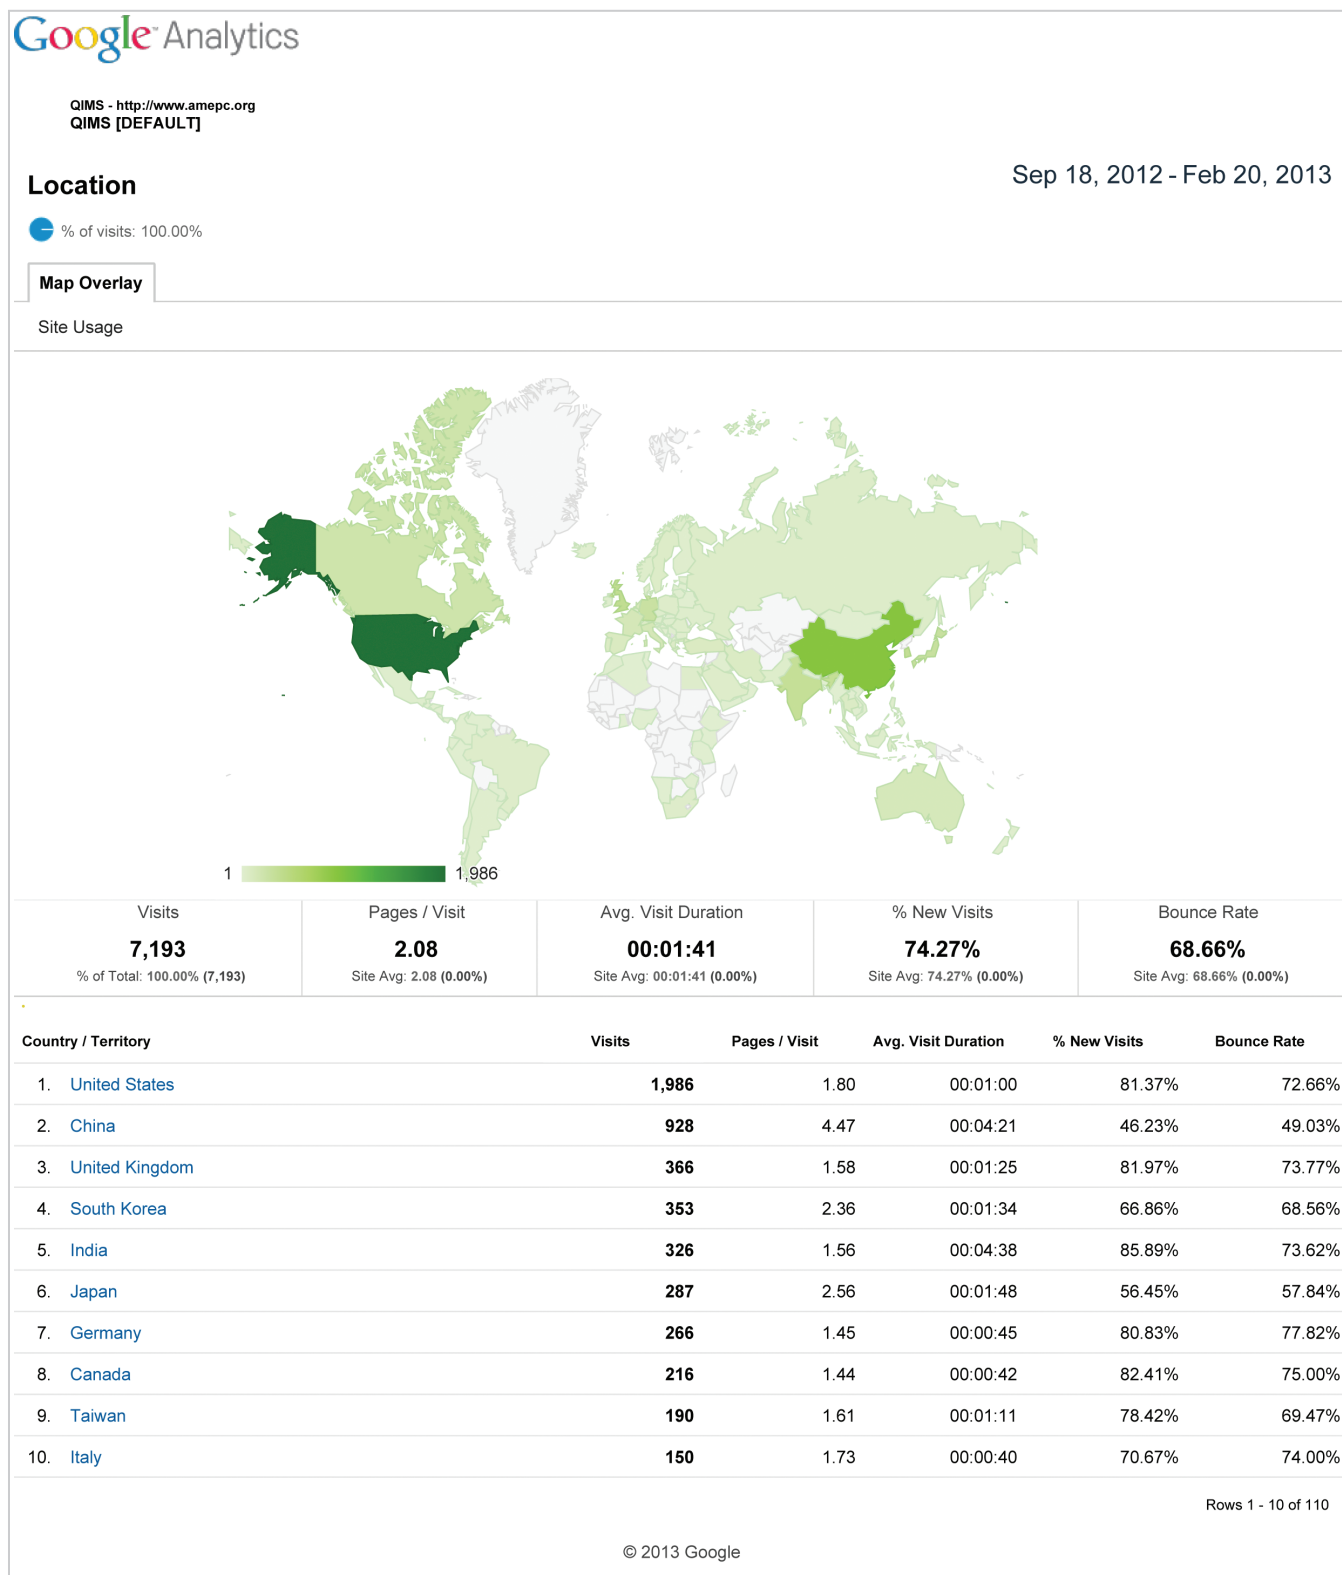 Google™ Analytics
QIMS - http://www.amepc.org
QIMS [DEFAULT]
Location
Sep 18, 2012 - Feb 20, 2013
% of visits: 100.00%
Map Overlay
Site Usage
1 1,986
Visits Pages / Visit Avg. Visit Duration % New Visits Bounce Rate
7,193 2.08 00:01:41 74.27% 68.66%
% of Total: 100.00% (7,193) Site Avg: 2.08 (0.00%) Site Avg: 00:01:41 (0.00%) Site Avg: 74.27% (0.00%) Site Avg: 68.66% (0.00%)
Country / Territory Visits Pages / Visit Avg. Visit Duration % New Visits Bounce Rate
1. United States 1,986 1.80 00:01:00 81.37% 72.66%
2. China 928 4.47 00:04:21 46.23% 49.03%
3. United Kingdom 366 1.58 00:01:25 81.97% 73.77%
4. South Korea 353 2.36 00:01:34 66.86% 68.56%
5. India 326 1.56 00:04:38 85.89% 73.62%
6. Japan 287 2.56 00:01:48 56.45% 57.84%
7. Germany 266 1.45 00:00:45 80.83% 77.82%
8. Canada 216 1.44 00:00:42 82.41% 75.00%
9. Taiwan 190 1.61 00:01:11 78.42% 69.47%
10. Italy 150 1.73 00:00:40 70.67% 74.00%
Rows 1 - 10 of 110
© 2013 Google